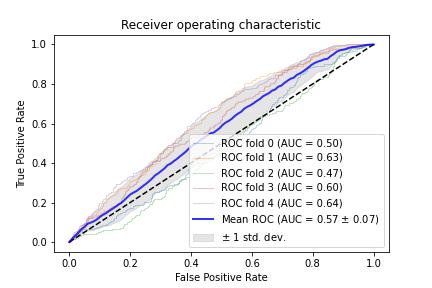 Receiver operating characteristic
1.0
0.8
0.6
0.4
0.2
0.0
True Positive Rate
ROC fold 0 (AUC = 0.50)
ROC fold 1 (AUC = 0.63)
ROC fold 2 (AUC = 0.47)
ROC fold 3 (AUC = 0.60)
ROC fold 4 (AUC = 0.64)
Mean ROC (AUC = 0.57 ± 0.07)
± 1 std. dev.
0.0 0.2 0.4 0.6 0.8 1.0
False Positive Rate